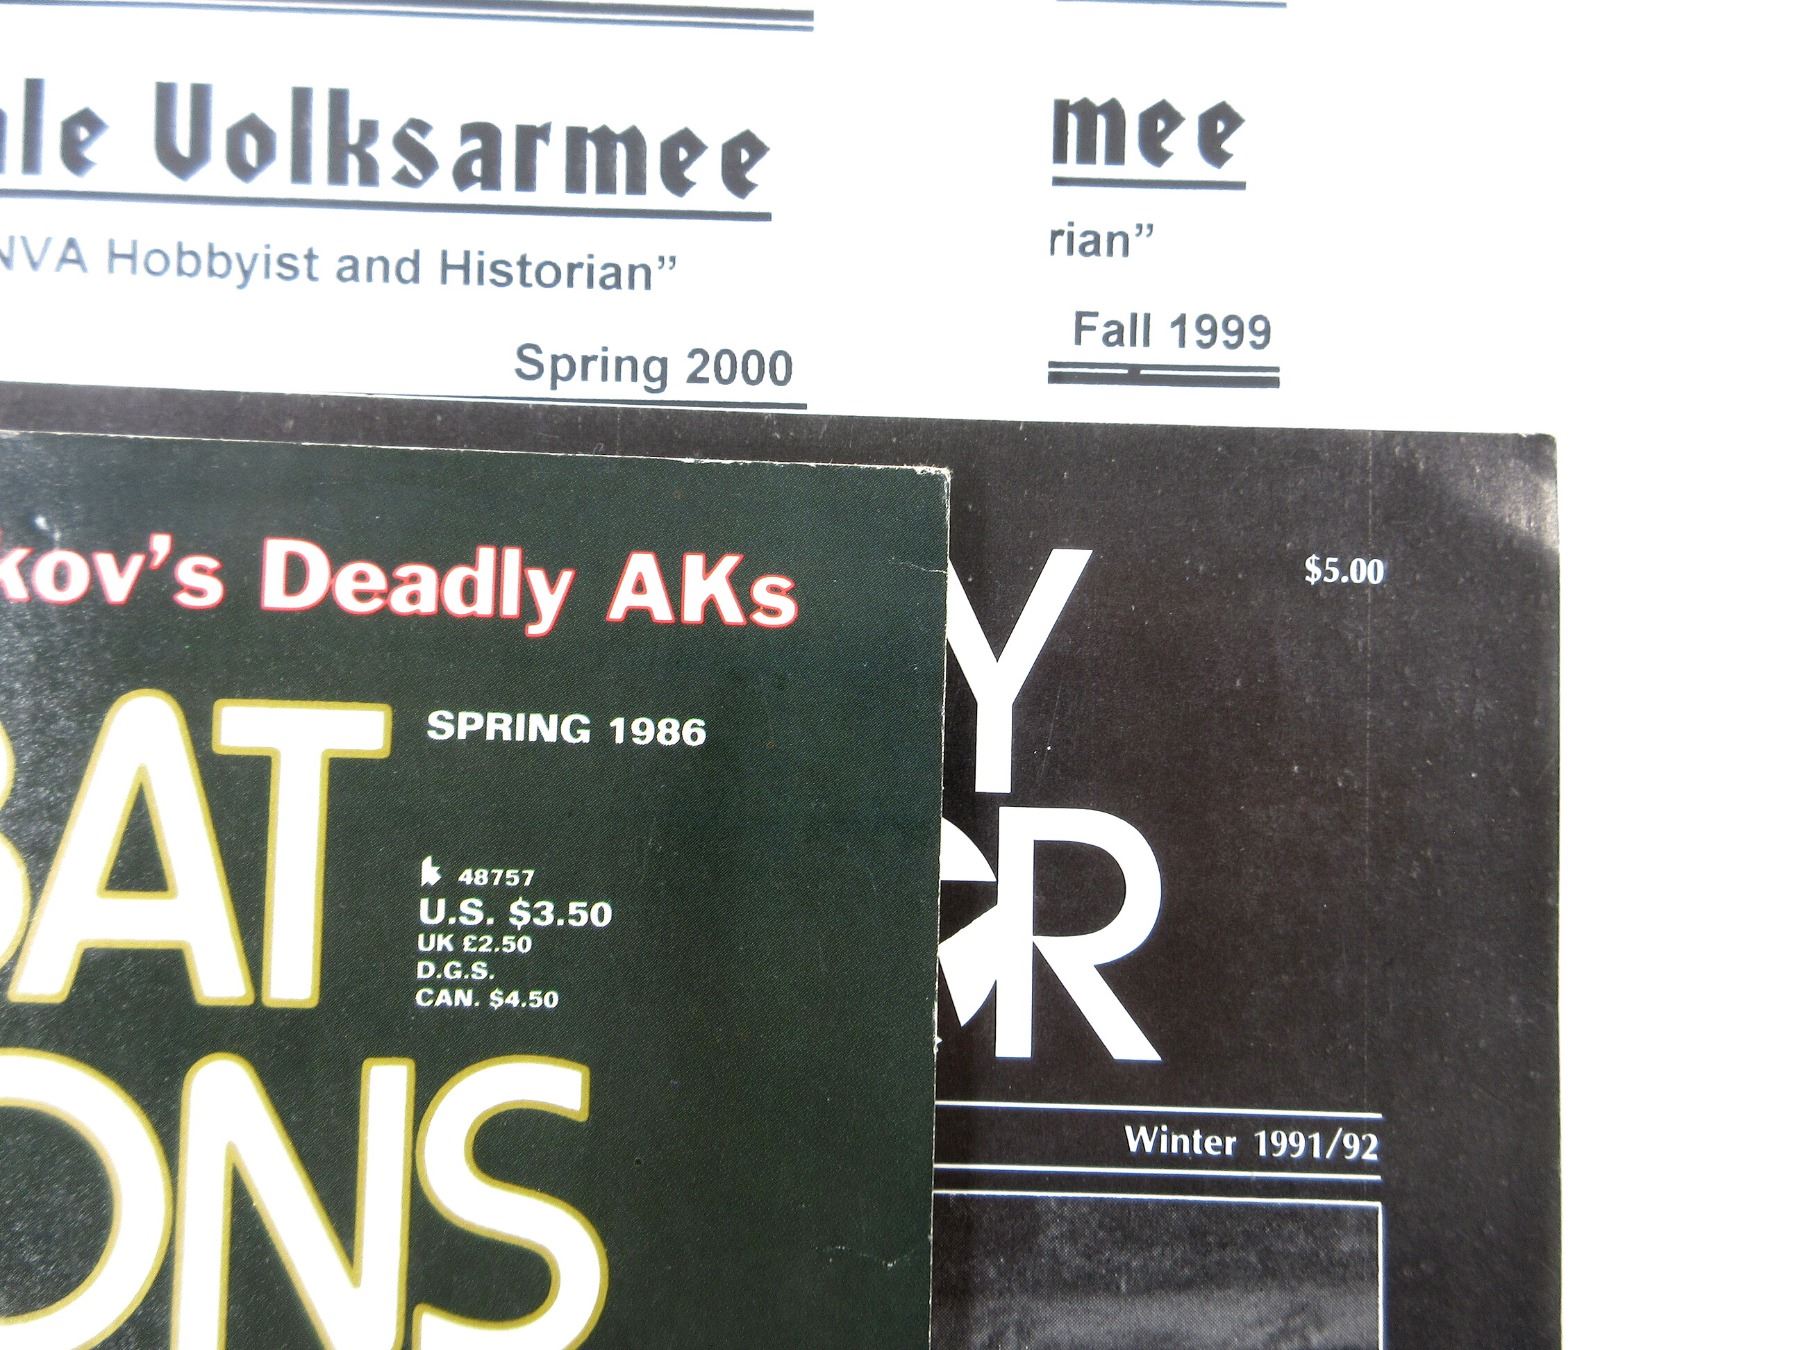 ale Volksarmee
NVA Hobbyist and Historian”
Spring 2000
mee
rian”
Fall 1999
kov’s Deadly AKs
BAT
SPRING 1986
48757
U.S. $3.50
UK £2.50
D.G.S.
CAN. $4.50
ONS
Y
$5.00
R
Winter 1991/92